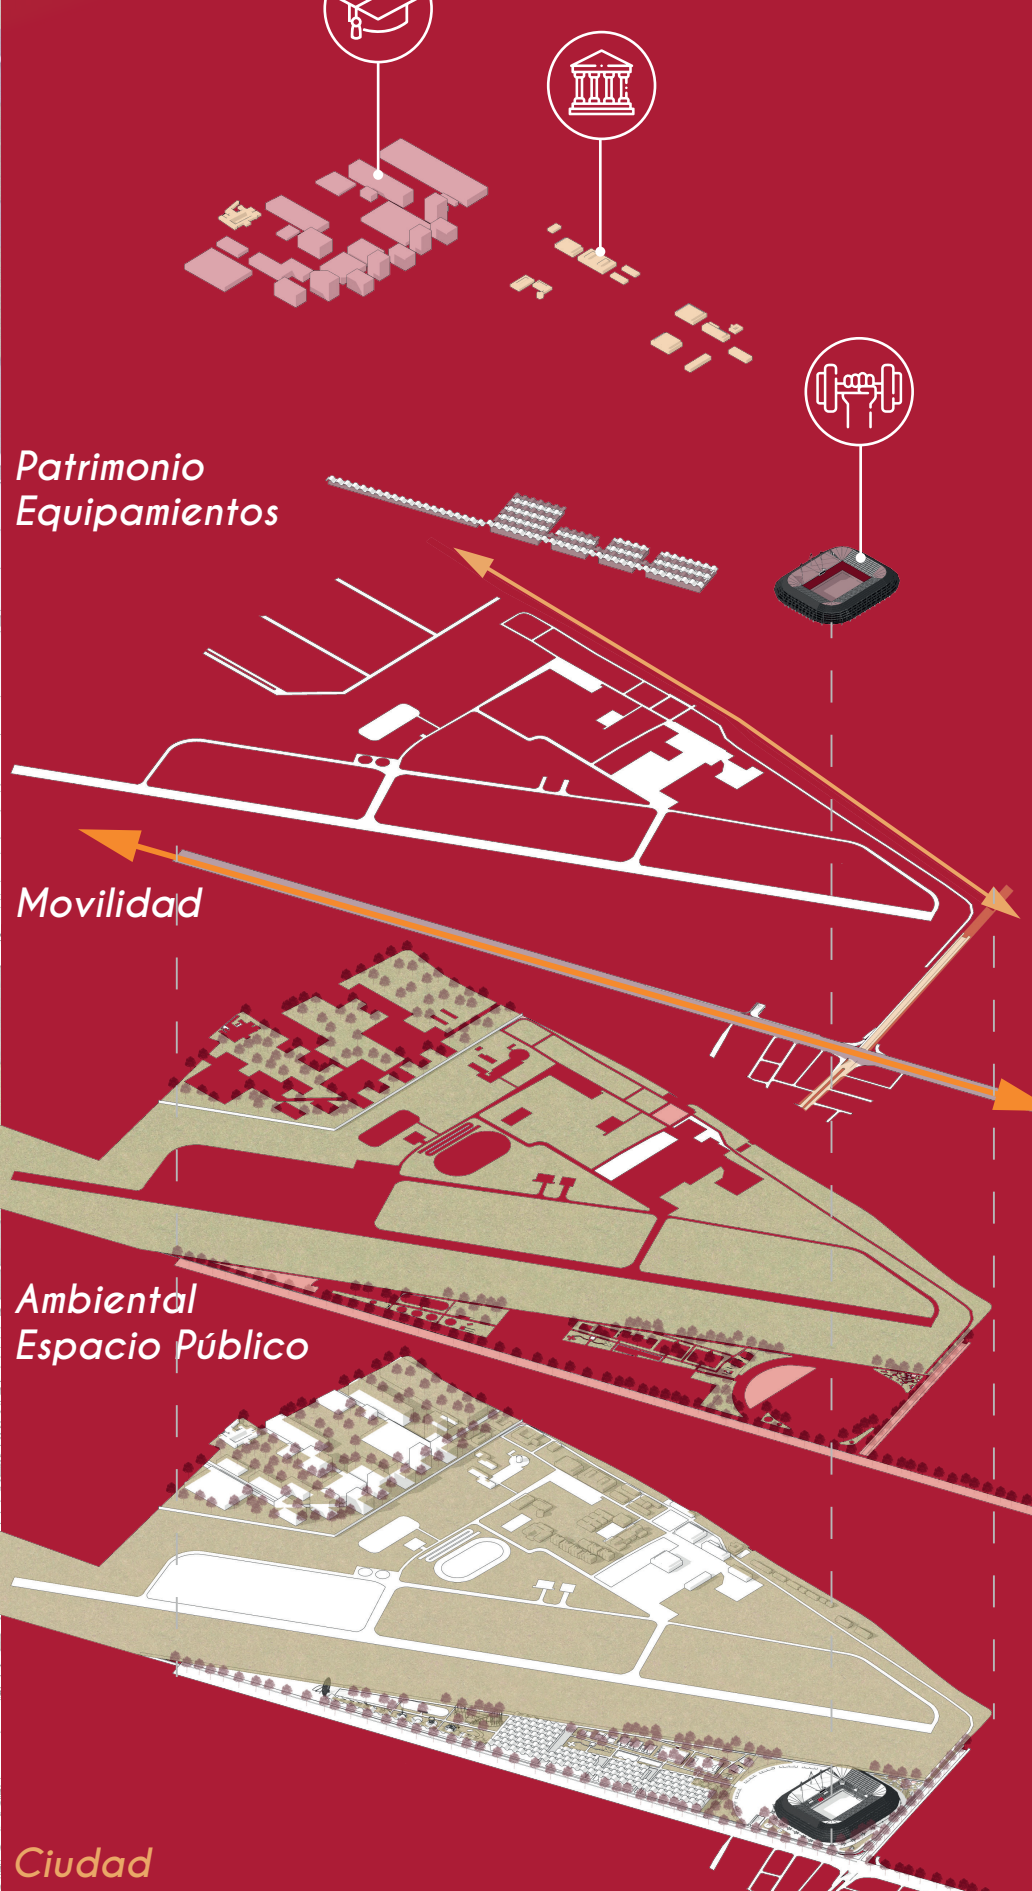 Patrimonio
Equipamientos
Movilidad
Ambiental
Espacio Público
Ciudad